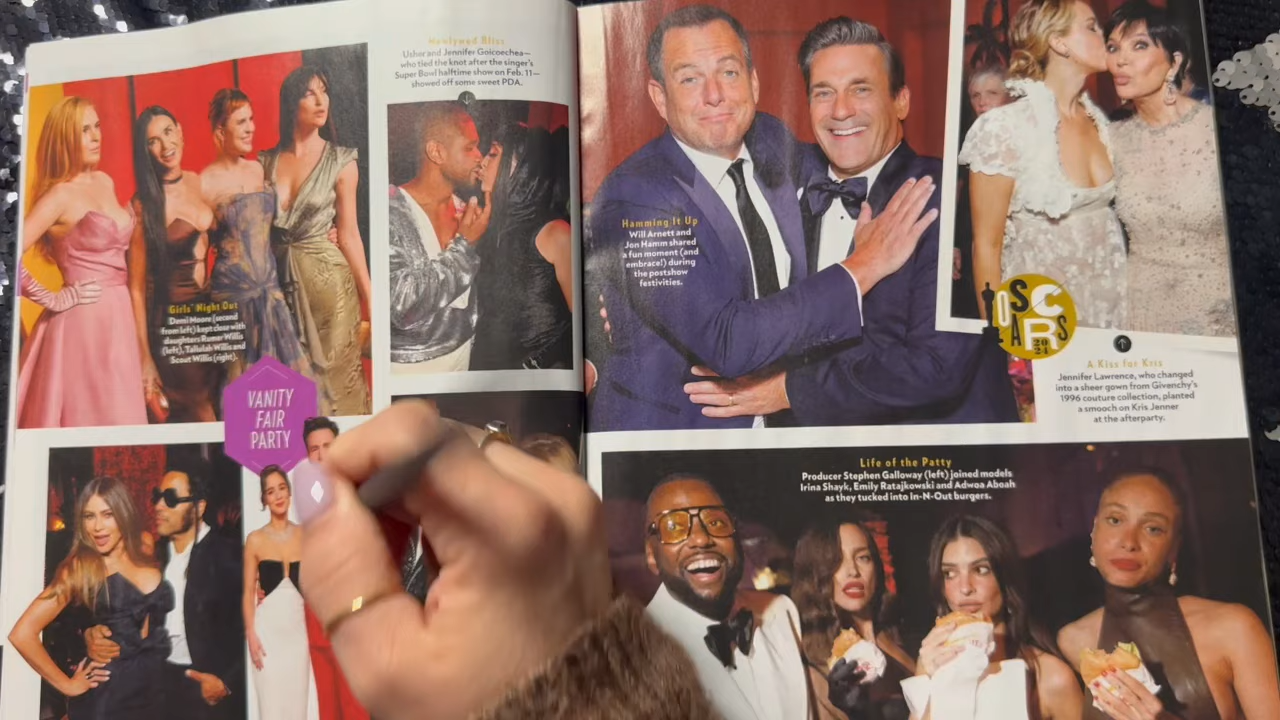 Newlywed Bliss
Usher and Jennifer Goicoechea—
who tied the knot after the singer's
Super Bowl halftime show on Feb. 11—
showed off some sweet PDA.
Girls' Night Out
Demi Moore (second
from left) kept close with
daughters Rumer Willis
(left), Tallulah Willis and
Scout Willis (right).
VANITY
FAIR
PARTY
Hamming It Up
Will Arnett and
Jon Hamm shared
a fun moment (and
embrace!) during
the postshow
festivities.
OSCARS
2024
A Kiss for Kris
Jennifer Lawrence, who changed
into a sheer gown from Givenchy's
1996 couture collection, planted
a smooch on Kris Jenner
at the afterparty.
Life of the Patty
Producer Stephen Galloway (left) joined models
Irina Shayk, Emily Ratajkowski and Adwoa Aboah
as they tucked into In-N-Out burgers.